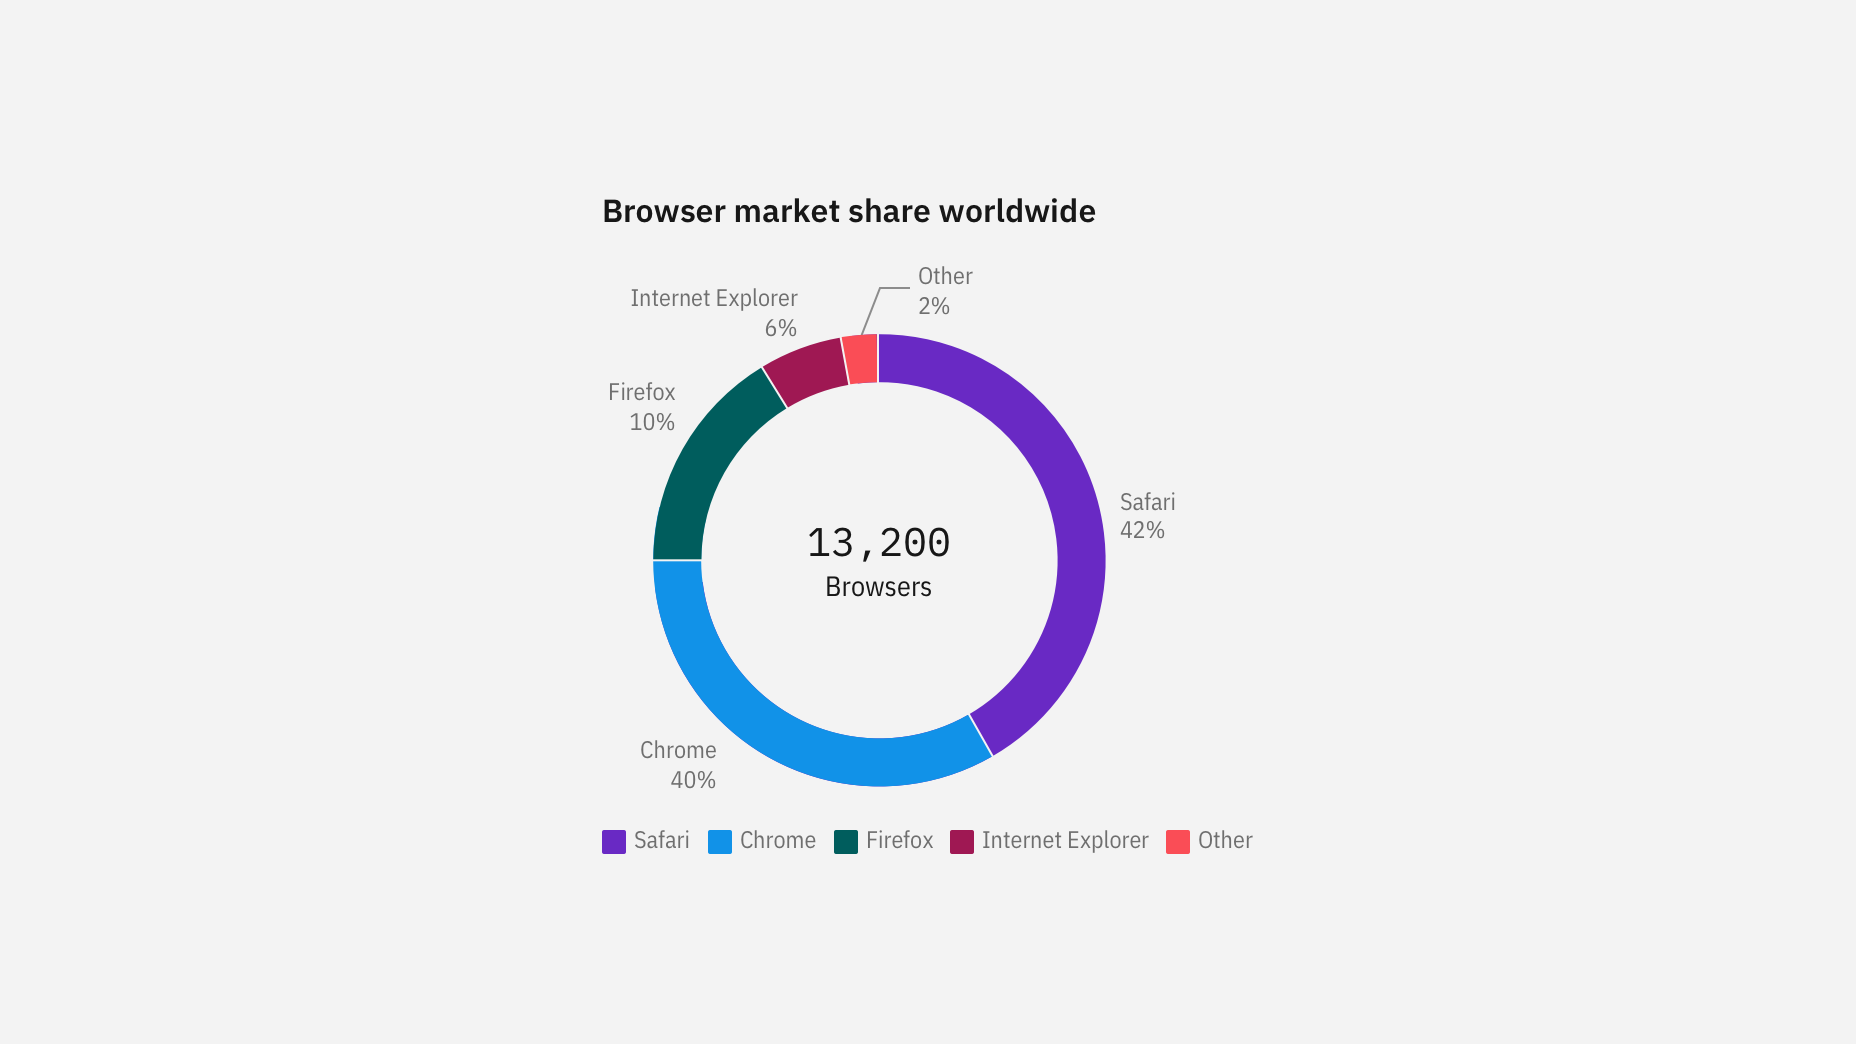 Browser market share worldwide
Other
2%
Internet Explorer
6%
Firefox
10%
Safari
42%
13,200
Browsers
Chrome
40%
Safari Chrome Firefox Internet Explorer Other